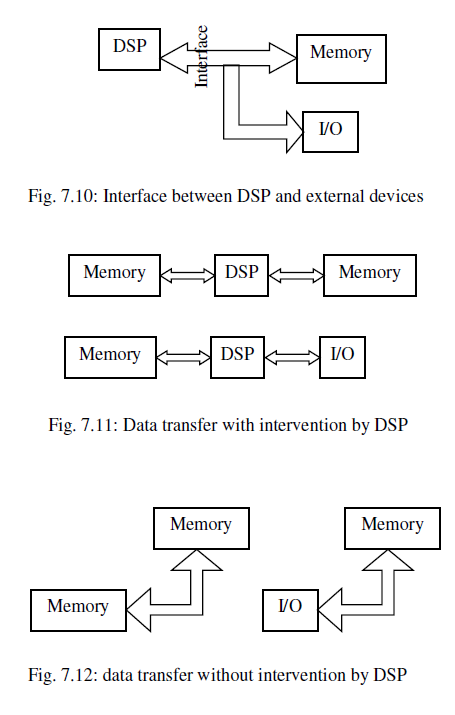 DSP
Interface
Memory
I/O
Fig. 7.10: Interface between DSP and external devices
Memory
DSP
Memory
Memory
DSP
I/O
Fig. 7.11: Data transfer with intervention by DSP
Memory
Memory
Memory
I/O
Fig. 7.12: data transfer without intervention by DSP